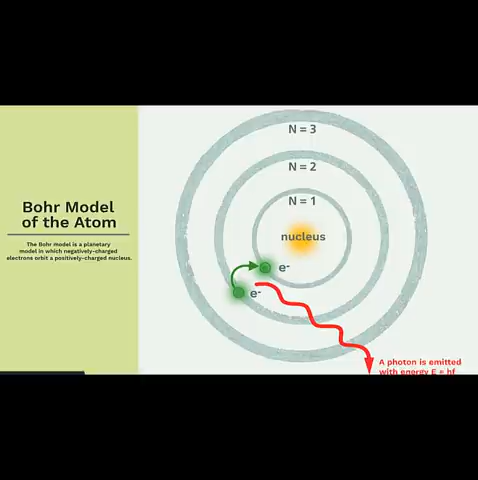 Bohr Model
of the Atom
The Bohr model is a planetary
model in which negatively-charged
electrons orbit a positively-charged nucleus.
N = 3
N = 2
N = 1
nucleus
e-
e-
A photon is emitted
with energy E = hf